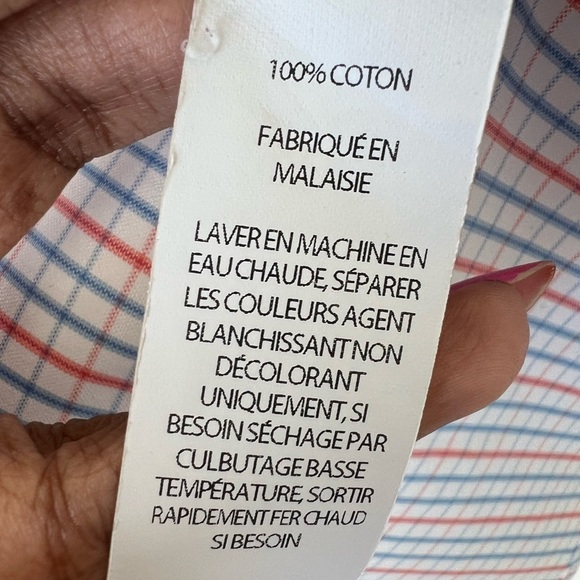 100% COTON
FABRIQUÉ EN
MALAISIE
LAVER EN MACHINE EN
EAU CHAUDE, SÉPARER
LES COULEURS AGENT
BLANCHISSANT NON
DÉCOLORANT
UNIQUEMENT, SI
BESOIN SÉCHAGE PAR
CULBUTAGE BASSE
TEMPÉRATURE, SORTIR
RAPIDEMENT FER CHAUD
SI BESOIN